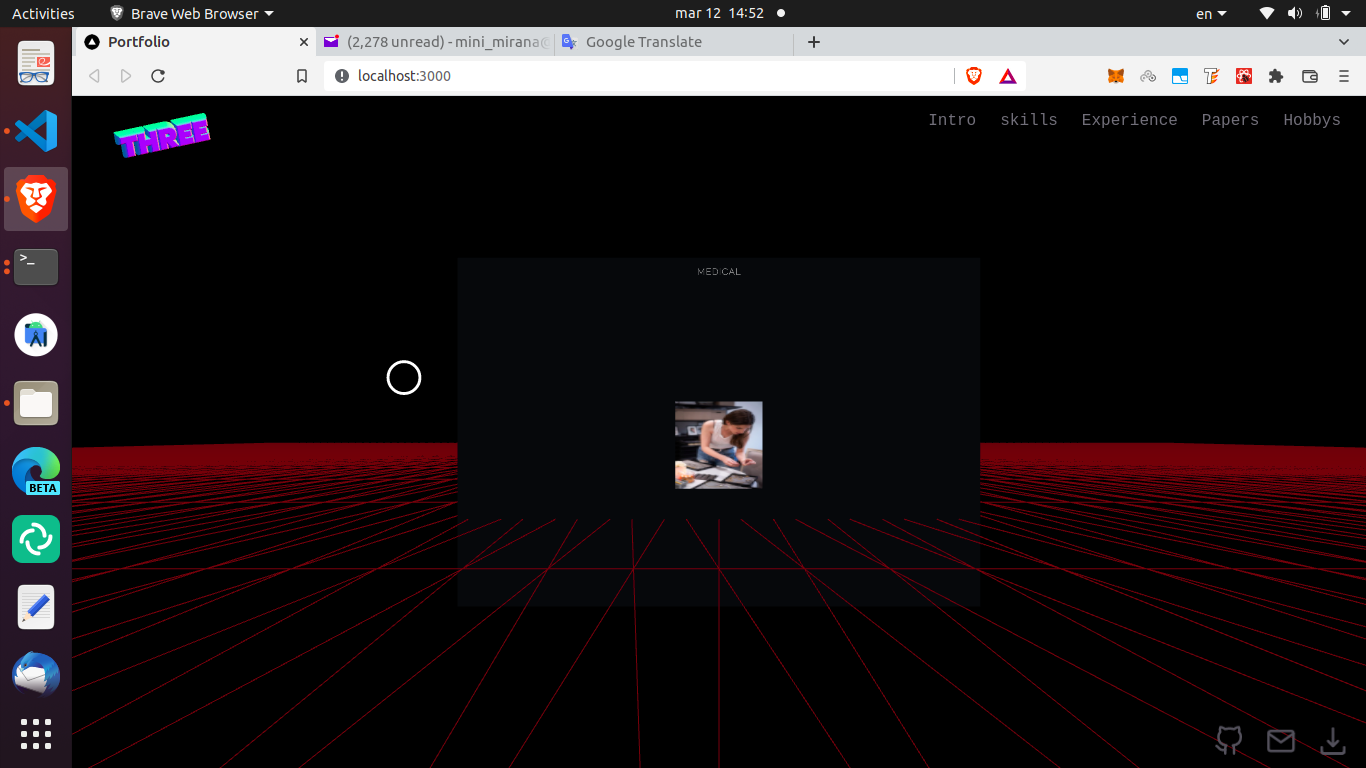 Activities Brave Web Browser mar 12 14:52 en
Portfolio (2,278 unread) - mini_mirana@ Google Translate
localhost:3000
THREE Intro skills Experience Papers Hobbys
MEDICAL
>_
BETA